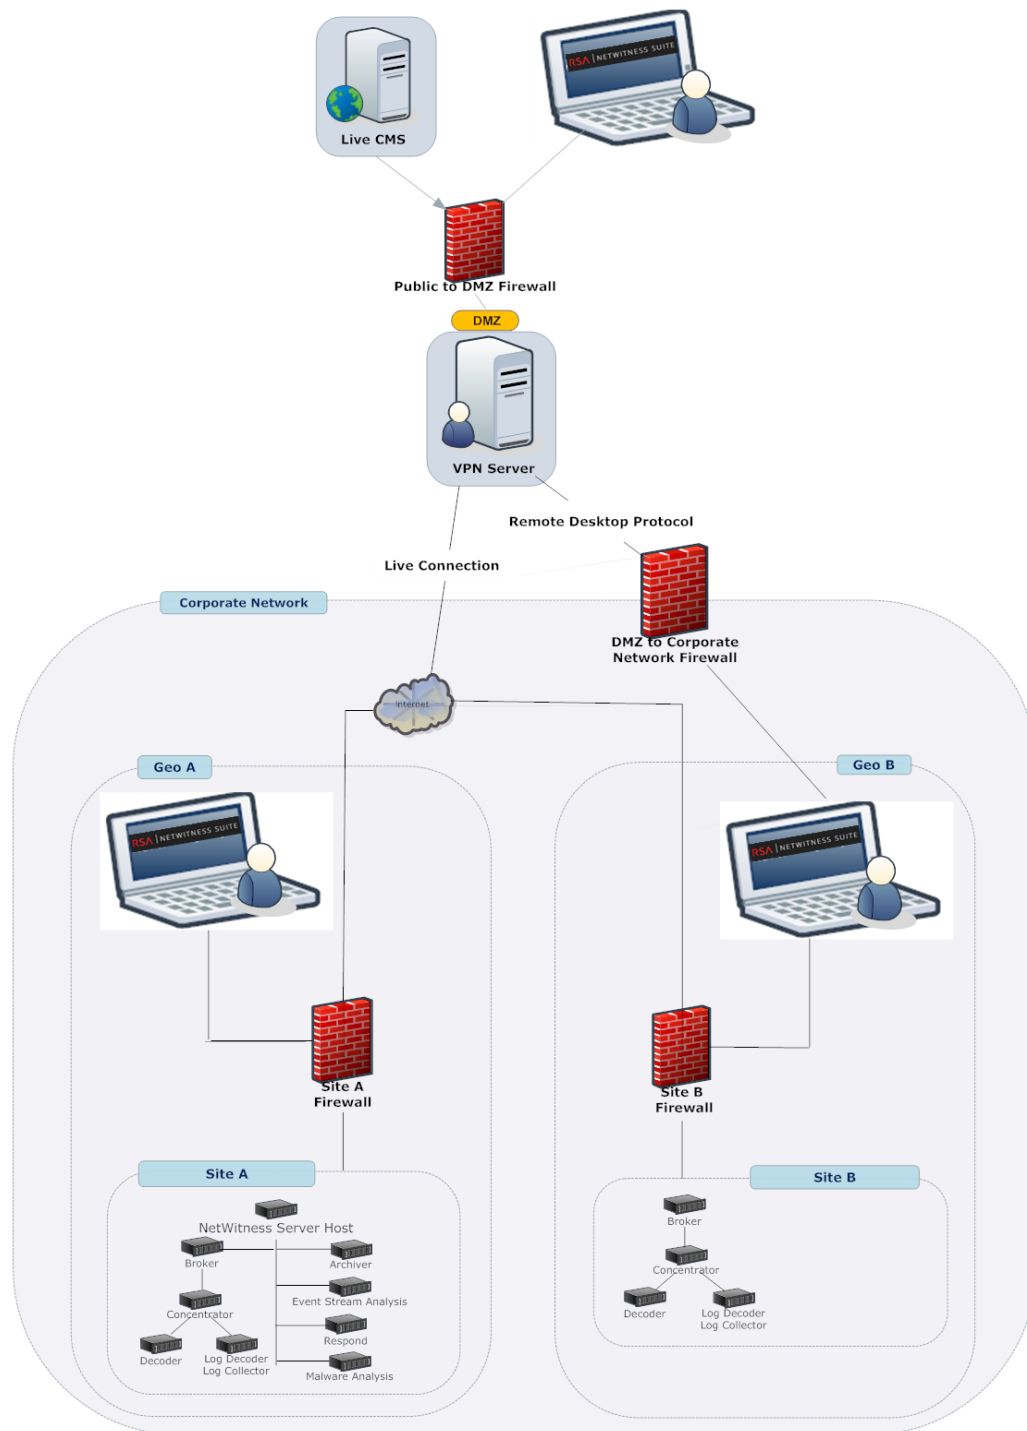 RSA | NETWITNESS SUITE
Live CMS
Public to DMZ Firewall
DMZ
VPN Server
Remote Desktop Protocol
Live Connection
Corporate Network
DMZ to Corporate
Network Firewall
Internet
Geo A
Geo B
RSA | NETWITNESS SUITE
RSA | NETWITNESS SUITE
Site A
Firewall
Site B
Firewall
Site A
NetWitness Server Host
Broker
Archiver
Event Stream Analysis
Concentrator
Respond
Decoder
Log Decoder
Log Collector
Malware Analysis
Site B
Broker
Concentrator
Decoder
Log Decoder
Log Collector